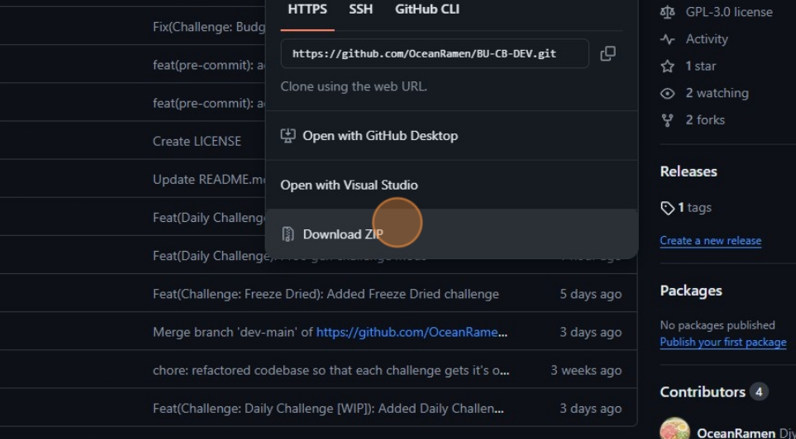 HTTPS SSH GitHub CLI
https://github.com/OceanRamen/BU-CB-DEV.git
Clone using the web URL.
Open with GitHub Desktop
Open with Visual Studio
Download ZIP
Fix(Challenge: Budg
feat(pre-commit):
feat(pre-commit):
Create LICENSE
Update README.m
Feat(Daily Challenge
Feat(Daily Challenge)
Feat(Challenge: Freeze Dried): Added Freeze Dried challenge 5 days ago
Merge branch 'dev-main' of https://github.com/OceanRame... 3 days ago
chore: refactored codebase so that each challenge gets it's o... 3 weeks ago
Feat(Challenge: Daily Challenge [WIP]): Added Daily Challen... 3 days ago
GPL-3.0 license
Activity
1 star
2 watching
2 forks
Releases
1 tags
Create a new release
Packages
No packages published
Publish your first package
Contributors 4
OceanRamen